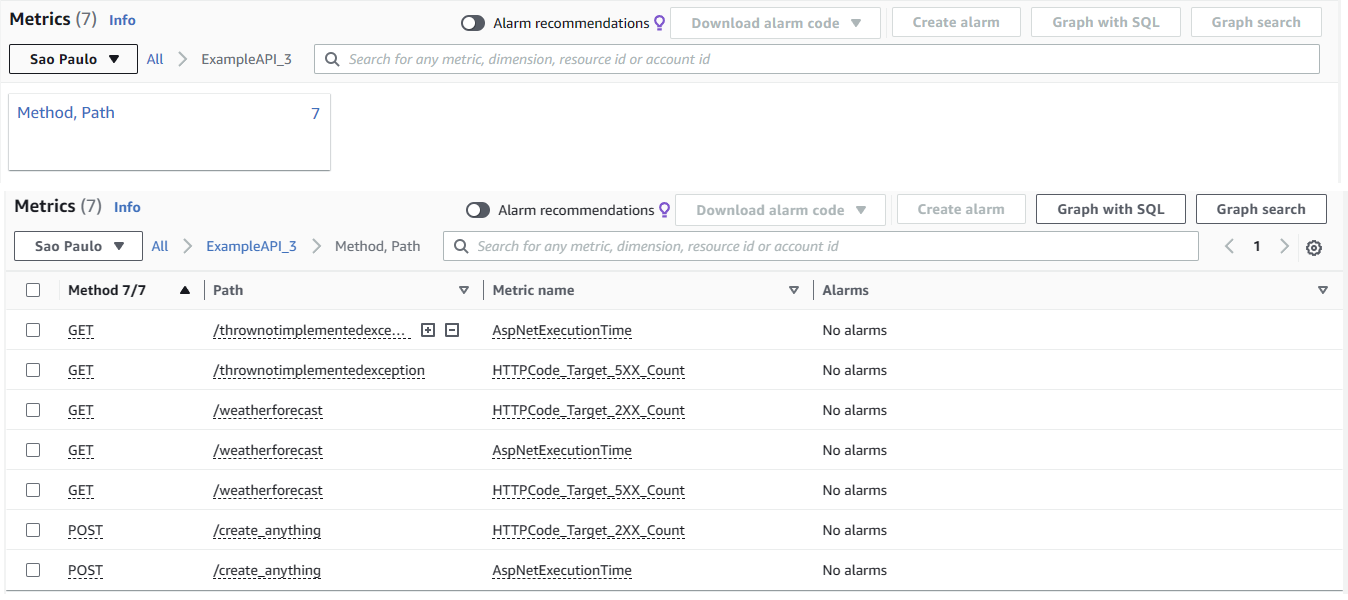 Metrics (7) Info Alarm recommendations Download alarm code Create alarm Graph with SQL Graph search
Sao Paulo All ExampleAPI_3 Search for any metric, dimension, resource id or account id
Method, Path 7
Metrics (7) Info Alarm recommendations Download alarm code Create alarm Graph with SQL Graph search
Sao Paulo All ExampleAPI_3 Method, Path Search for any metric, dimension, resource id or account id 1
Method 7/7 Path Metric name Alarms
GET /thrownotimplementedexce... AspNetExecutionTime No alarms
GET /thrownotimplementedexception HTTPCode_Target_5XX_Count No alarms
GET /weatherforecast HTTPCode_Target_2XX_Count No alarms
GET /weatherforecast AspNetExecutionTime No alarms
GET /weatherforecast HTTPCode_Target_5XX_Count No alarms
POST /create_anything HTTPCode_Target_2XX_Count No alarms
POST /create_anything AspNetExecutionTime No alarms